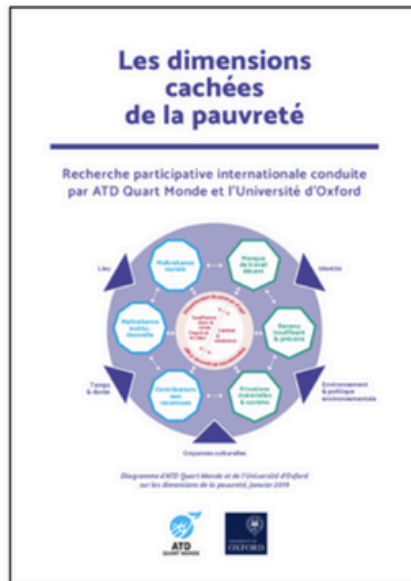 Les dimensions
cachées
de la pauvreté
Recherche participative internationale conduite
par ATD Quart Monde et l'Université d'Oxford
Maltraitance
sociale
Manque
de travail
décent
Lieu
Identité
Maltraitance
institu-
tionnelle
Revenu
insuffisant
& précaire
Temps
& durée
Contributions
non
reconnues
Privations
matérielles
& sociales
Environnement
& politique
environnementale
Croyances culturelles
Diagramme d'ATD Quart Monde et de l'Université d'Oxford
sur les dimensions de la pauvreté, janvier 2019
ATD
QUART MONDE
UNIVERSITY OF
OXFORD